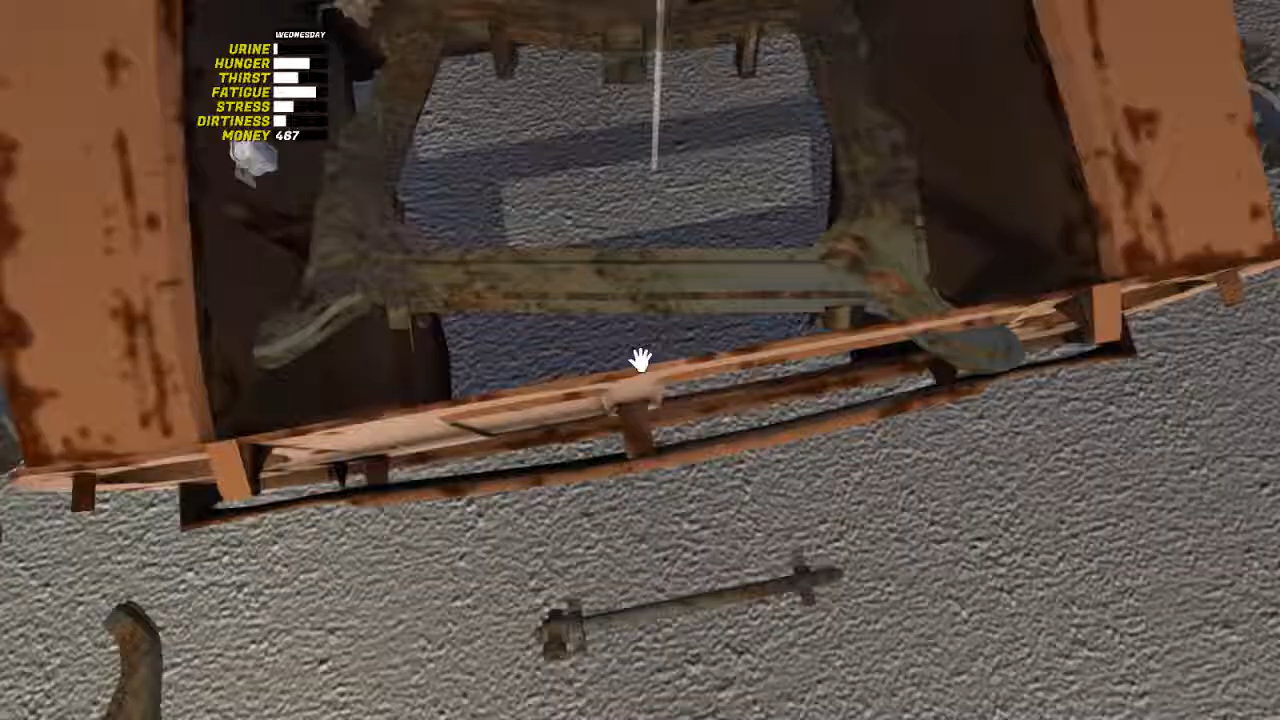 WEDNESDAY
URINE
HUNGER
THIRST
FATIGUE
STRESS
DIRTINESS
MONEY 467